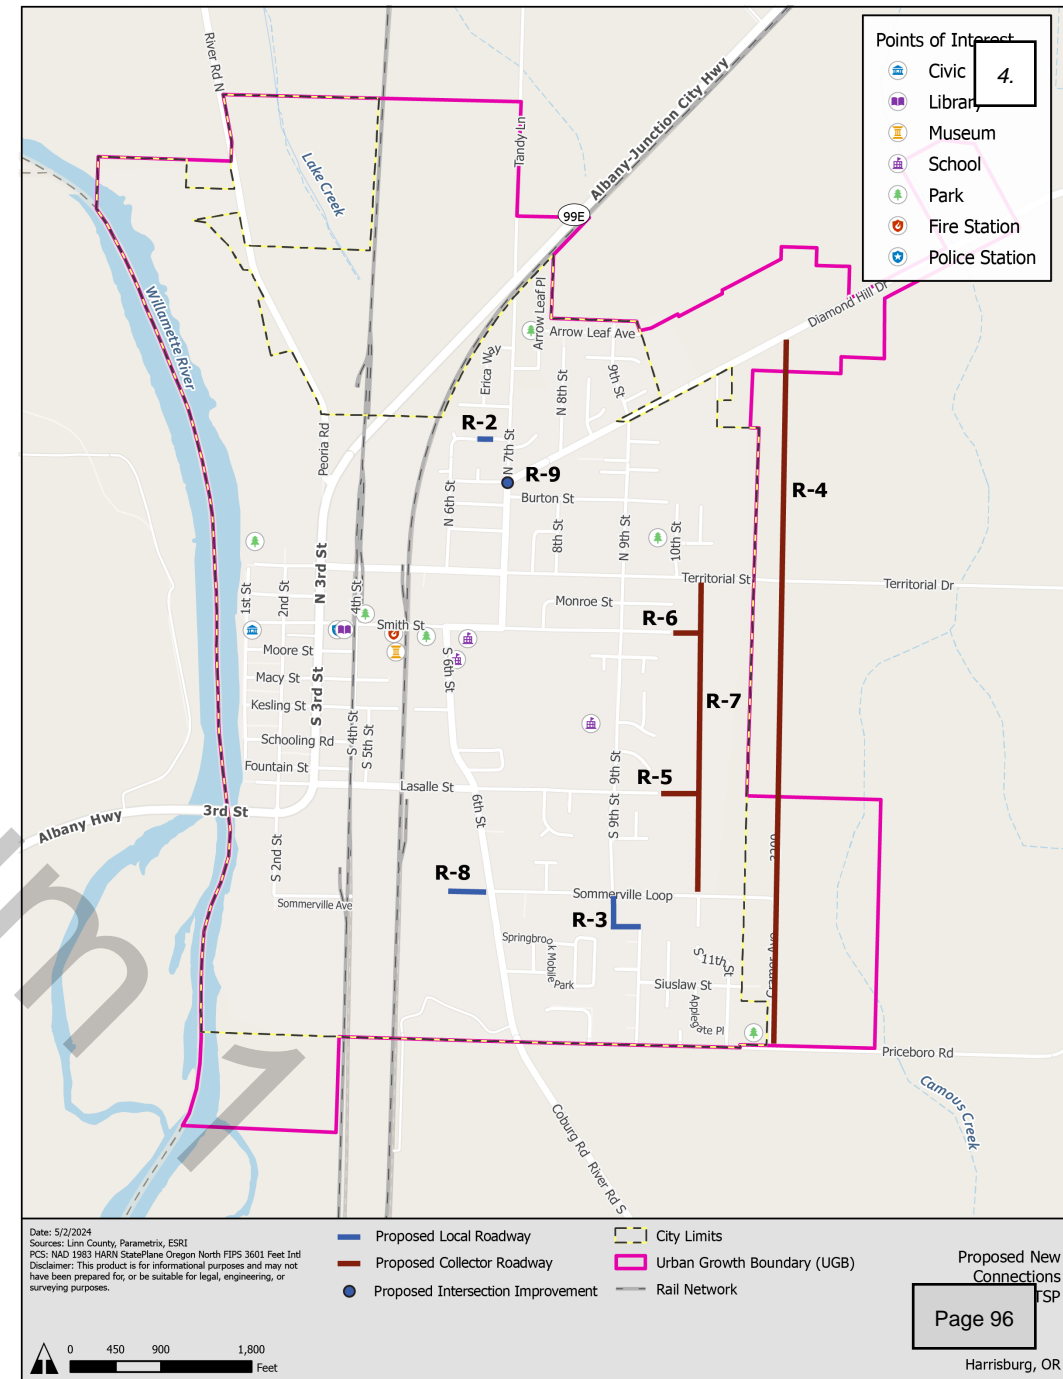 Points of Interest
4.
Civic
Library
Museum
School
Park
Fire Station
Police Station
River Rd N
Lake Creek
Tandy Ln
Albany-Junction City Hwy
99E
Willamette River
Diamond Hill Dr
Arrow Leaf Pl
Arrow Leaf Ave
Erica Way
N 8th St
9th St
Peoria Rd
R-2
N 7th St
R-9
R-4
N 6th St
Burton St
8th St
N 9th St
10th St
N 3rd St
1st St
2nd St
4th St
Territorial St
Territorial Dr
Monroe St
Smith St
R-6
Moore St
S 6th St
Macy St
S 3rd St
R-7
Kesling St
S 4th St
S 5th St
Schooling Rd
Fountain St
9th St
R-5
Lasalle St
3rd St
Albany Hwy
6th St
S 9th St
S 2nd St
3200
R-8
Sommerville Loop
Sommerville Ave
R-3
Springbrook Mobile Park
S 11th St
Cramer Ave
Siuslaw St
Applegate Pl
Priceboro Rd
Camous Creek
Coburg Rd
River Rd S
m 1
Date: 5/2/2024
Sources: Linn County, Parametrix, ESRI
PCS: NAD 1983 HARN StatePlane Oregon North FIPS 3601 Feet Intl
Disclaimer: This product is for informational purposes and may not
have been prepared for, or be suitable for legal, engineering, or
surveying purposes.
Proposed Local Roadway
Proposed Collector Roadway
Proposed Intersection Improvement
City Limits
Urban Growth Boundary (UGB)
Rail Network
Proposed New
Connections
TSP
Page 96
0 450 900 1,800
Feet
Harrisburg, OR